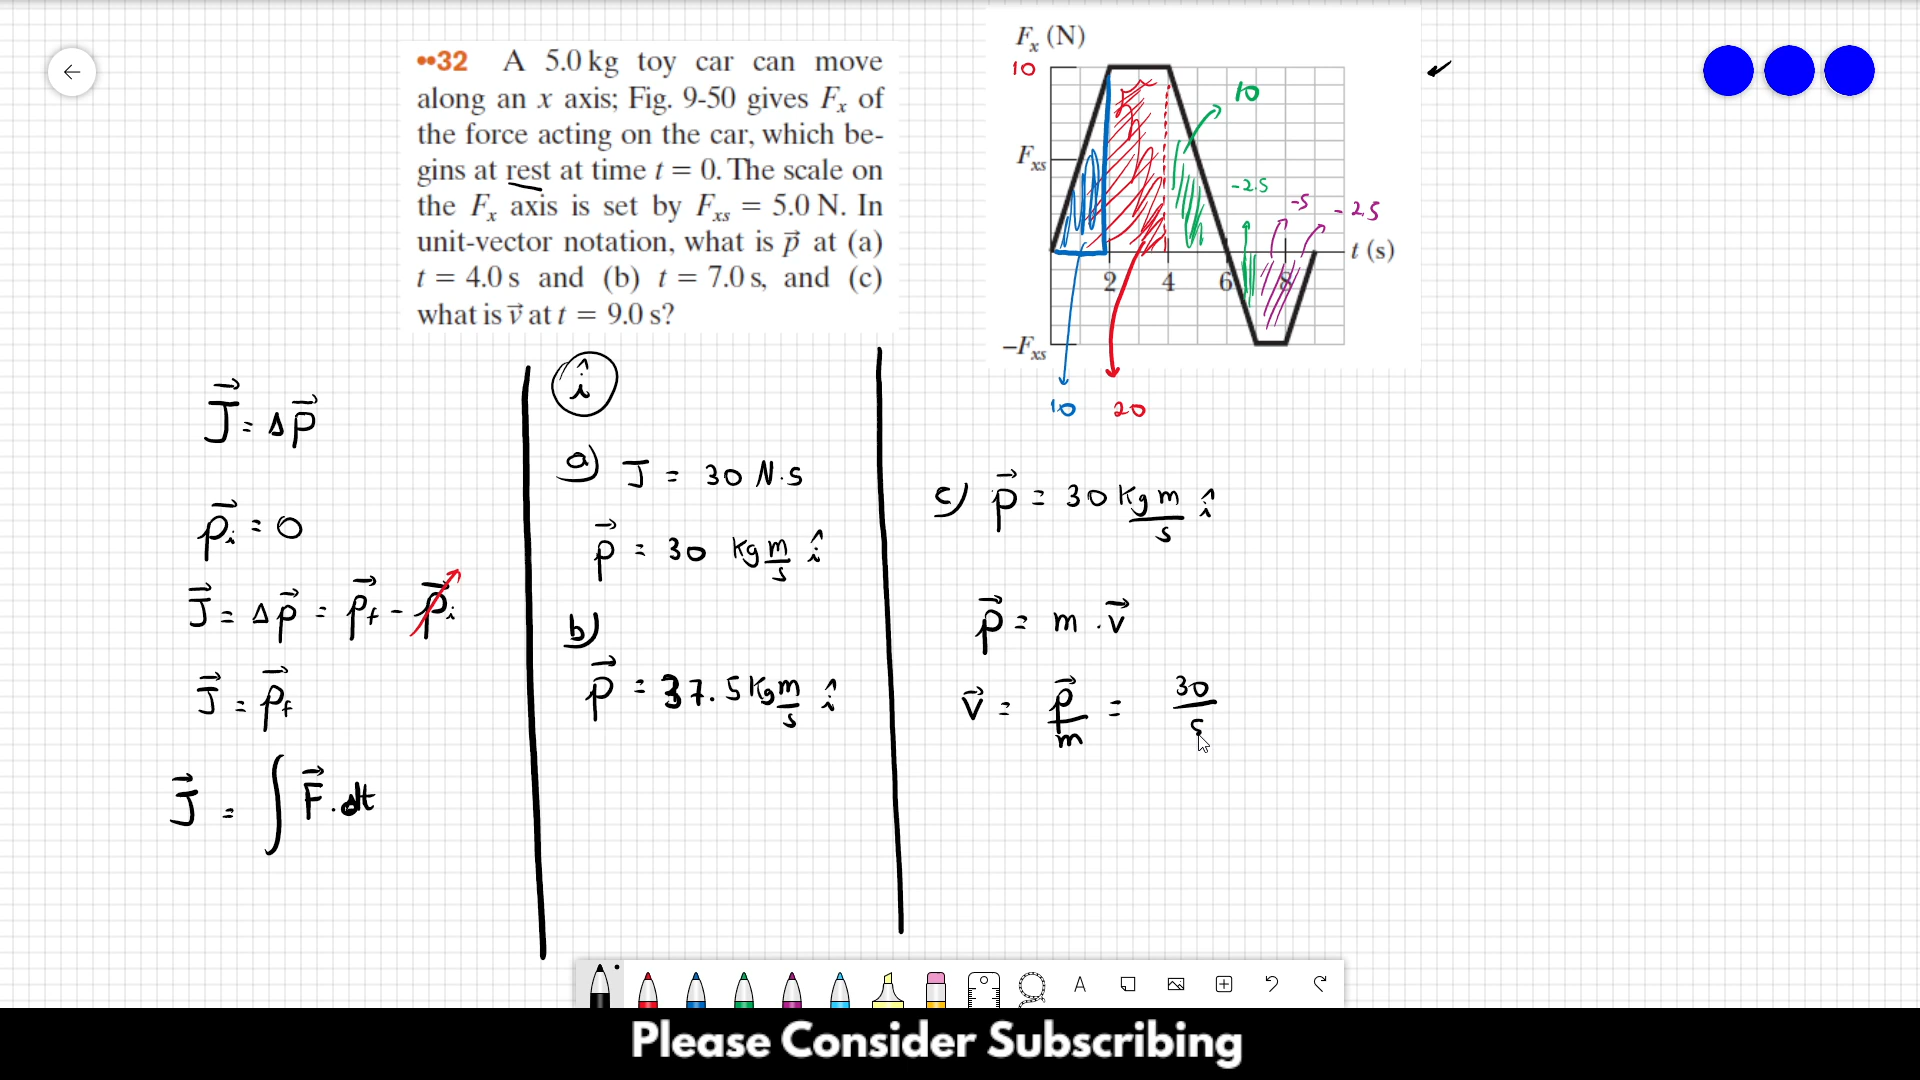 ••32 A 5.0 kg toy car can move
along an x axis; Fig. 9-50 gives Fx of
the force acting on the car, which be-
gins at rest at time t = 0. The scale on
the Fx axis is set by Fxs = 5.0 N. In
unit-vector notation, what is p⃗ at (a)
t = 4.0 s and (b) t = 7.0 s, and (c)
what is v⃗ at t = 9.0 s?
Fx (N)
10
10
Fxs
-2.5
-5
-2.5
t (s)
2 4 6 8
–Fxs
10 20
J⃗ = Δp⃗
p⃗i = 0
J⃗ = Δp⃗ = p⃗f - p⃗i
J⃗ = p⃗f
J⃗ = ∫ F⃗ . dt
î
a) J = 30 N.s
p⃗ = 30 kg m/s î
b)
p⃗ = 37.5 kg m/s î
c) p⃗ = 30 kg m/s î
p⃗ = m . v⃗
v⃗ = p⃗/m = 30/5
A
Please Consider Subscribing